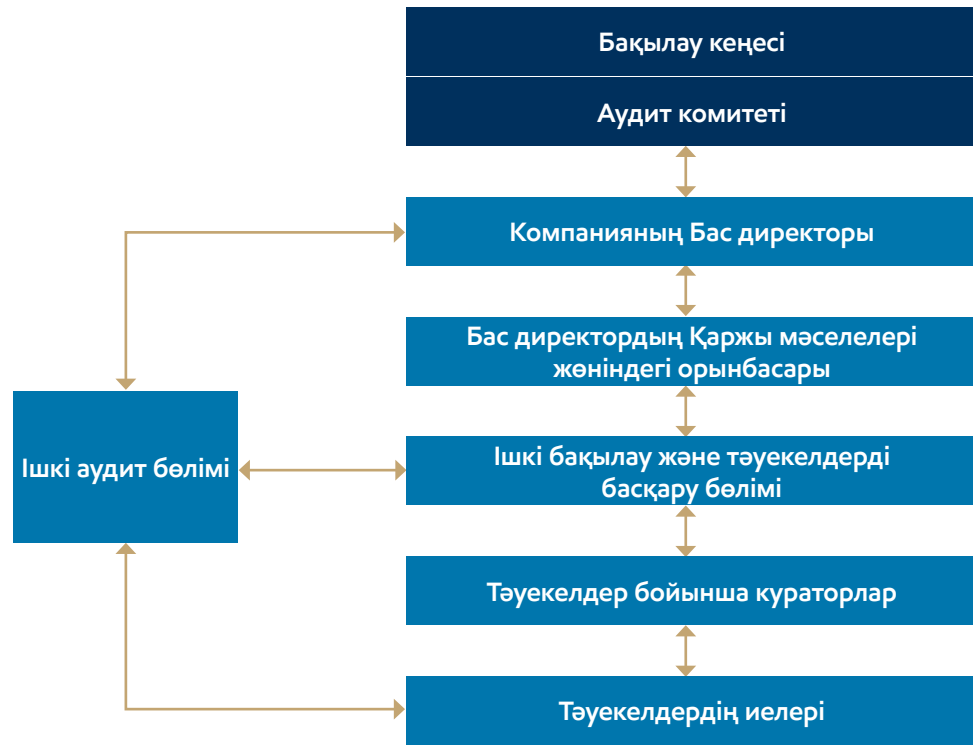 Бақылау кеңесі
Аудит комитеті
Компанияның Бас директоры
Бас директордың Қаржы мәселелері
жөніндегі орынбасары
Ішкі аудит бөлімі
Ішкі бақылау және тәуекелдерді
басқару бөлімі
Тәуекелдер бойынша кураторлар
Тәуекелдердің иелері